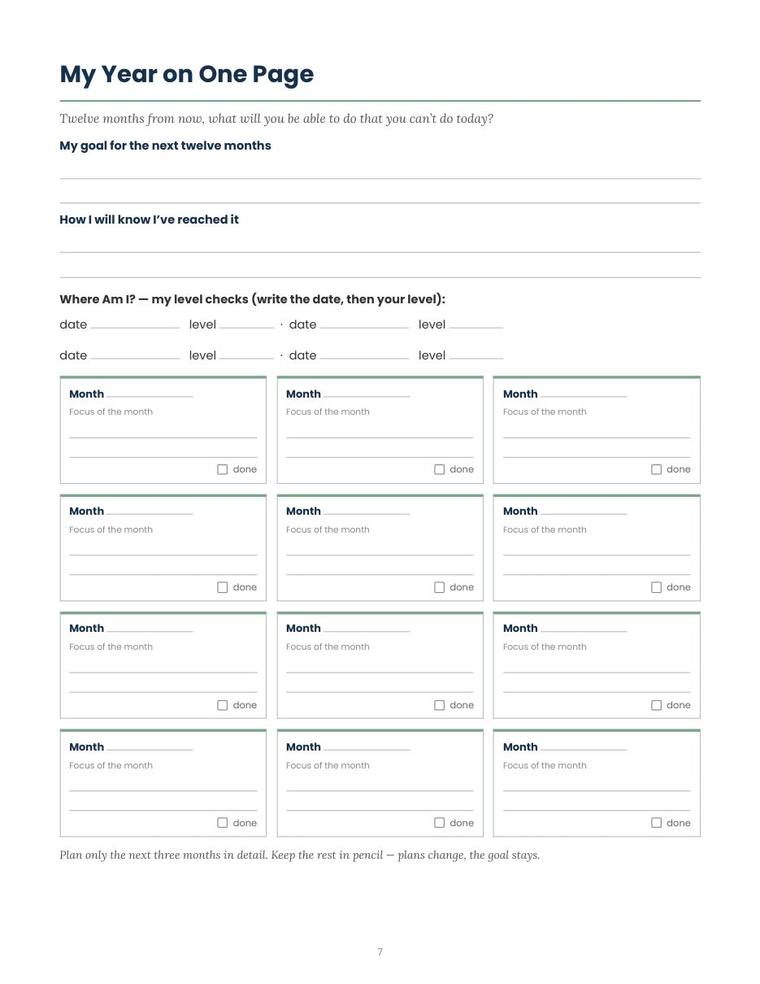 My Year on One Page
Twelve months from now, what will you be able to do that you can't do today?
My goal for the next twelve months
How I will know I've reached it
Where Am I? — my level checks (write the date, then your level):
date level · date level
date level · date level
Month Month Month
Focus of the month Focus of the month Focus of the month
done done done
Month Month Month
Focus of the month Focus of the month Focus of the month
done done done
Month Month Month
Focus of the month Focus of the month Focus of the month
done done done
Month Month Month
Focus of the month Focus of the month Focus of the month
done done done
Plan only the next three months in detail. Keep the rest in pencil — plans change, the goal stays.
7